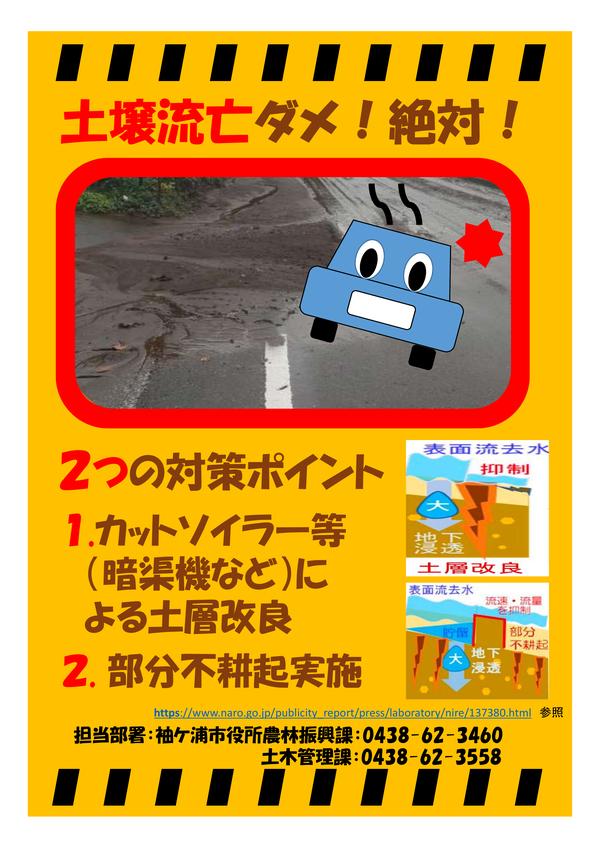 土壌流亡ダメ！絶対！
2つの対策ポイント
1.カットソイラー等
（暗渠機など）に
よる土層改良
2.部分不耕起実施
表面流去水
抑制
大
地下
浸透
土層改良
表面流去水
流速・流量
を抑制
貯留
部分
不耕起
大
地下
浸透
https://www.naro.go.jp/publicity_report/press/laboratory/nire/137380.html 参照
担当部署：袖ケ浦市役所農林振興課：0438-62-3460
土木管理課：0438-62-3558